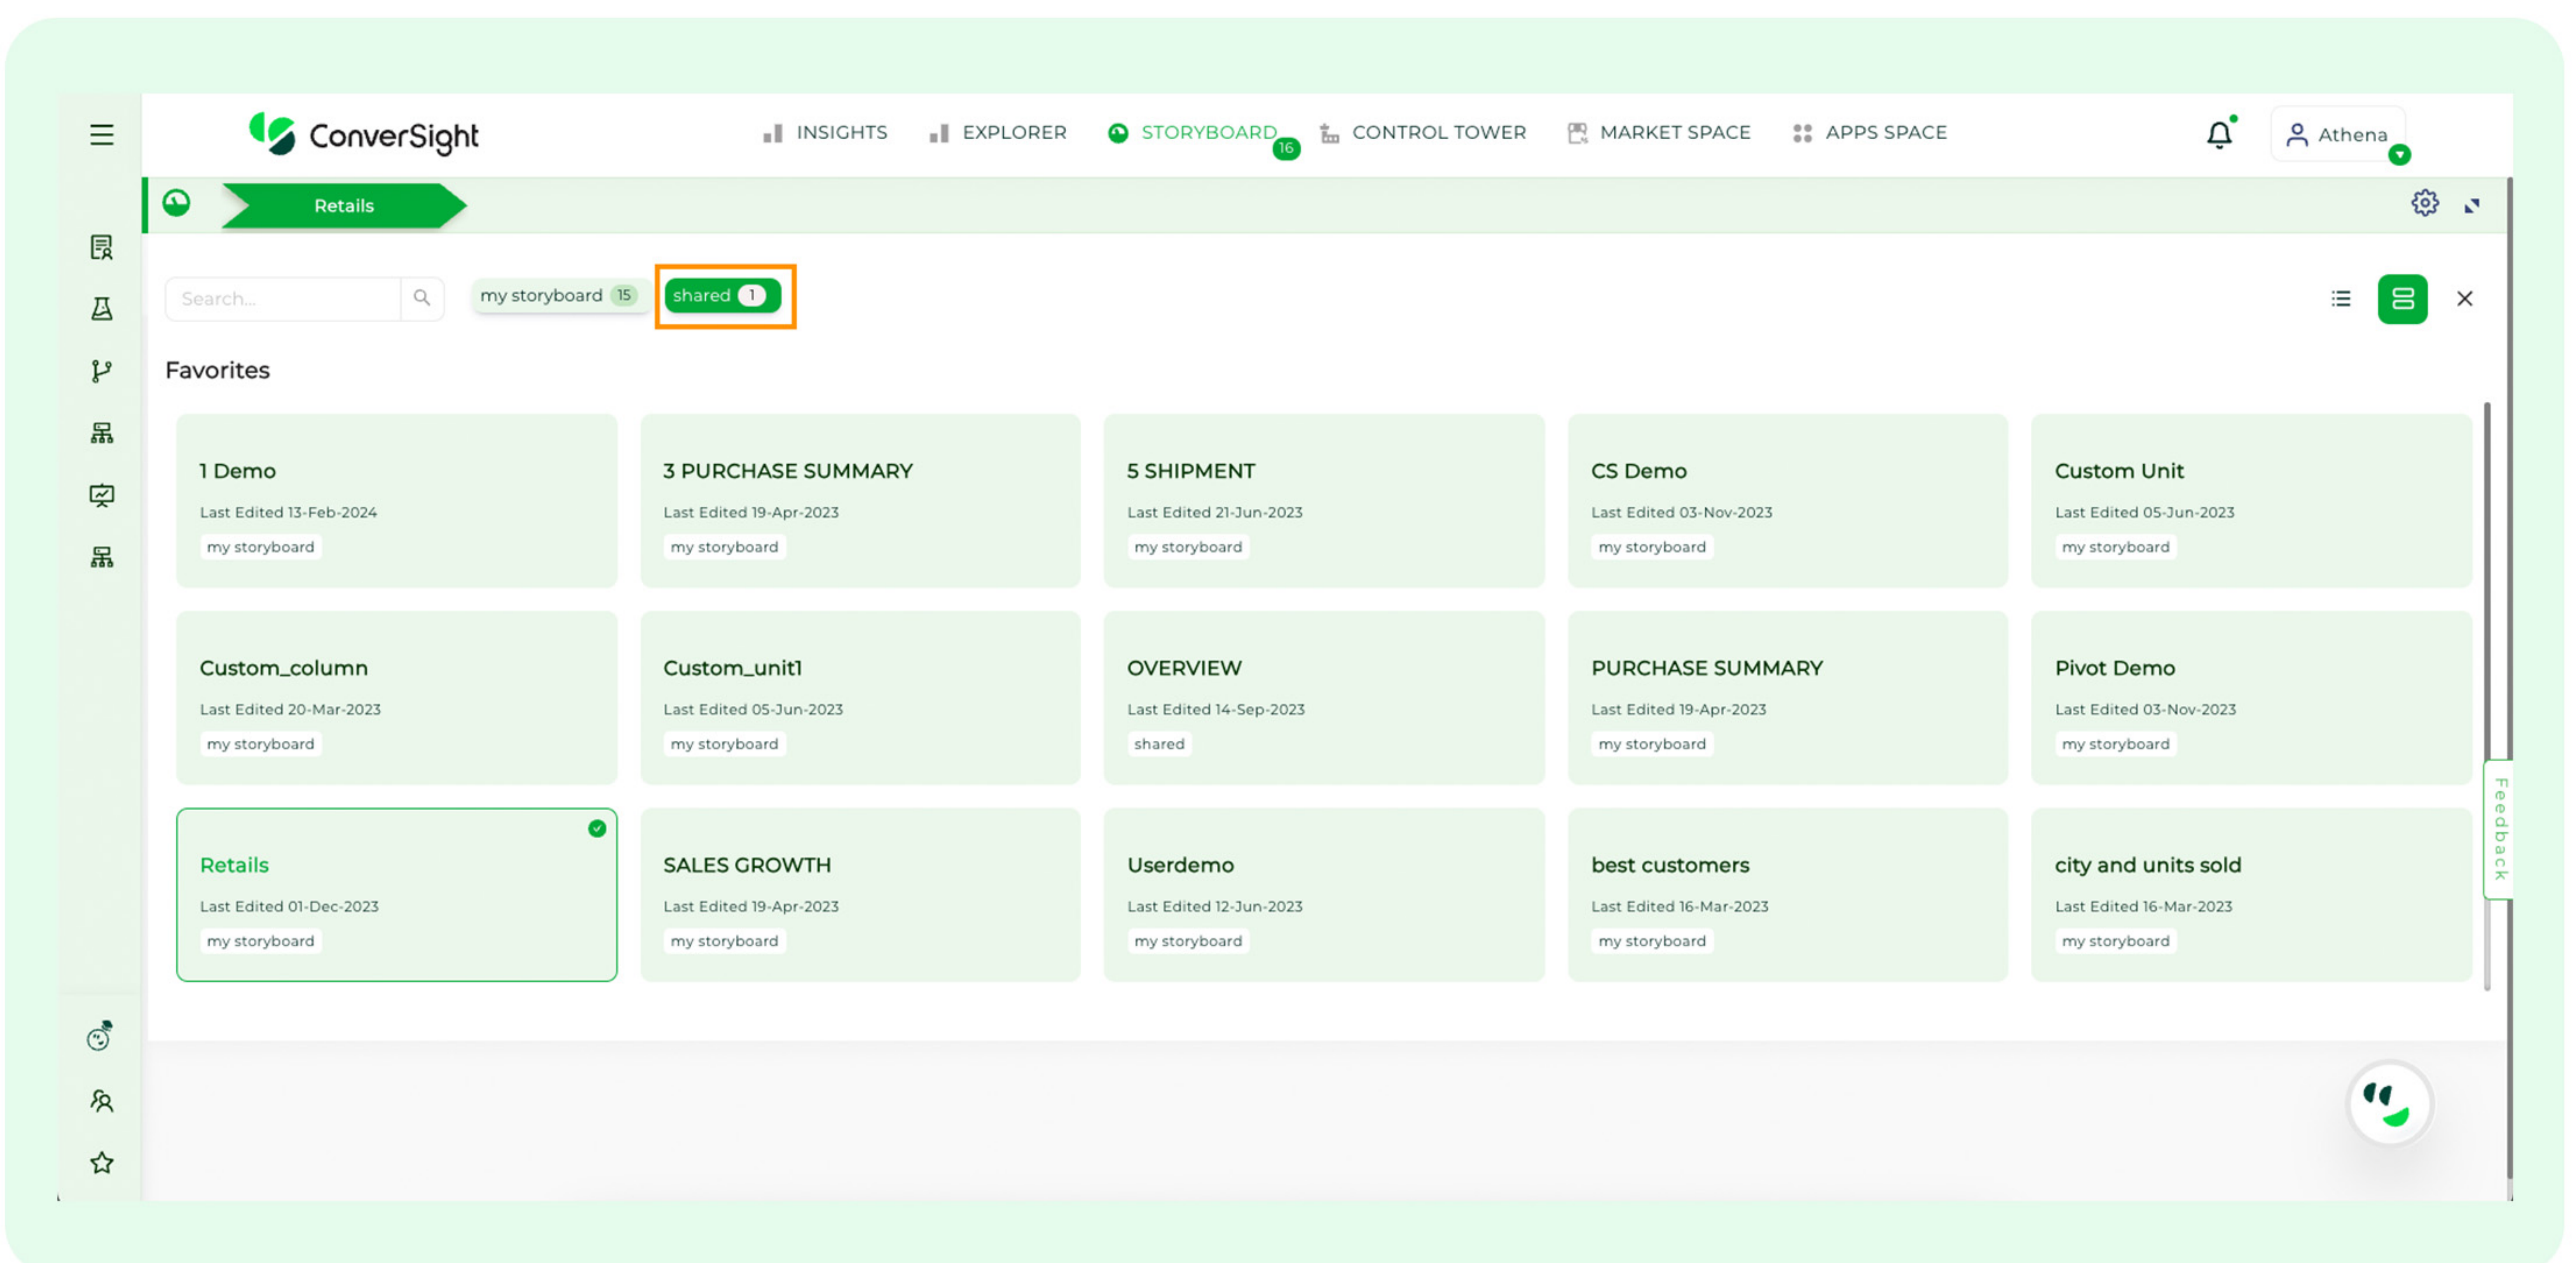 ConverSight
INSIGHTS
EXPLORER
STORYBOARD
16
CONTROL TOWER
MARKET SPACE
APPS SPACE
Athena
Retails
Search...
my storyboard 15
shared 1
Favorites
1 Demo
Last Edited 13-Feb-2024
my storyboard
3 PURCHASE SUMMARY
Last Edited 19-Apr-2023
my storyboard
5 SHIPMENT
Last Edited 21-Jun-2023
my storyboard
CS Demo
Last Edited 03-Nov-2023
my storyboard
Custom Unit
Last Edited 05-Jun-2023
my storyboard
Custom_column
Last Edited 20-Mar-2023
my storyboard
Custom_unit1
Last Edited 05-Jun-2023
my storyboard
OVERVIEW
Last Edited 14-Sep-2023
shared
PURCHASE SUMMARY
Last Edited 19-Apr-2023
my storyboard
Pivot Demo
Last Edited 03-Nov-2023
my storyboard
Retails
Last Edited 01-Dec-2023
my storyboard
SALES GROWTH
Last Edited 19-Apr-2023
my storyboard
Userdemo
Last Edited 12-Jun-2023
my storyboard
best customers
Last Edited 16-Mar-2023
my storyboard
city and units sold
Last Edited 16-Mar-2023
my storyboard
Feedback